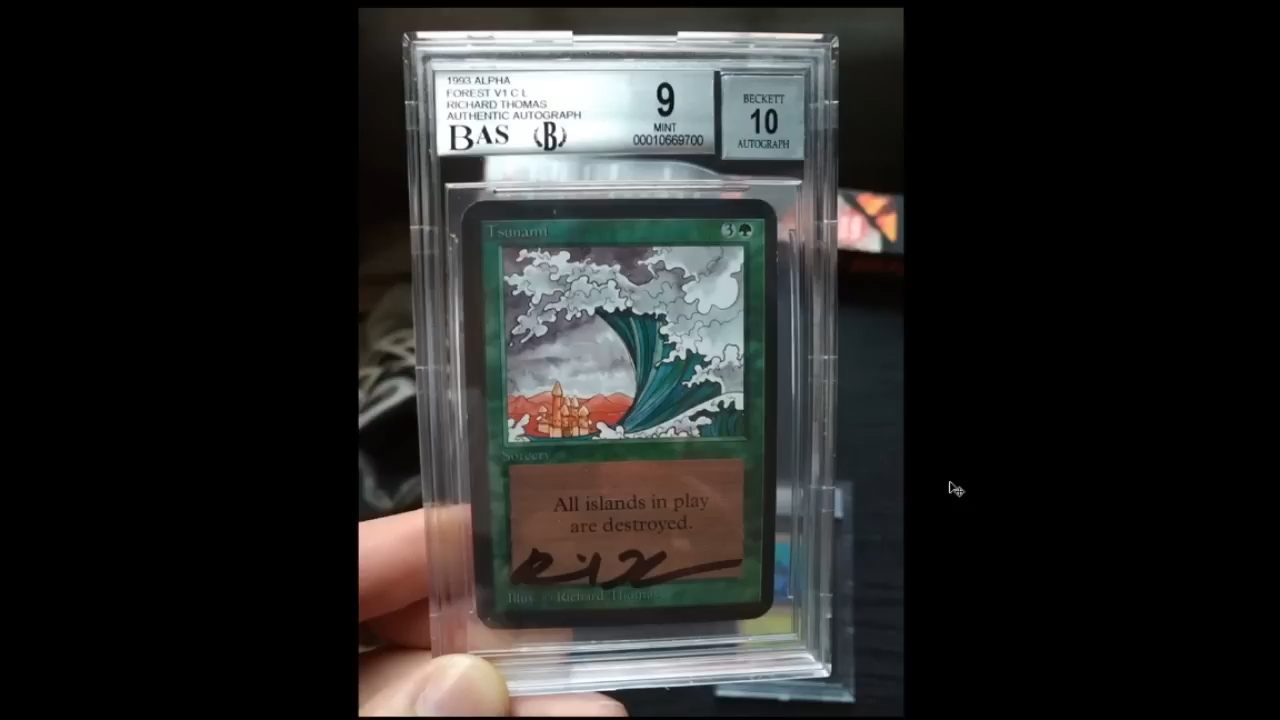 1993 ALPHA
FOREST V1 C L
RICHARD THOMAS
AUTHENTIC AUTOGRAPH
BAS B
9
MINT
00010669700
BECKETT
10
AUTOGRAPH
Tsunami 3
Sorcery
All islands in play
are destroyed.
Illus. © Richard Thomas